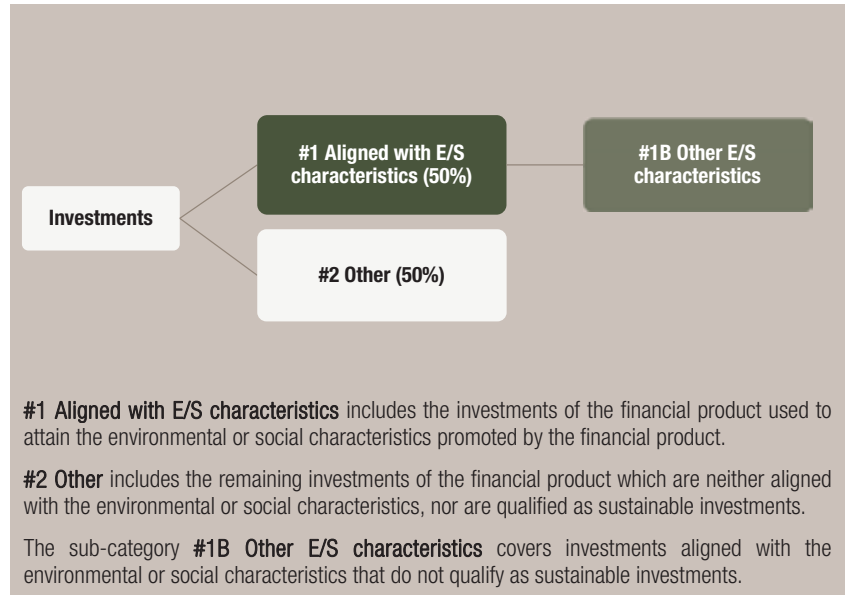 #1 Aligned with E/S
characteristics (50%)
#1B Other E/S
characteristics
Investments
#2 Other (50%)
#1 Aligned with E/S characteristics includes the investments of the financial product used to
attain the environmental or social characteristics promoted by the financial product.
#2 Other includes the remaining investments of the financial product which are neither aligned
with the environmental or social characteristics, nor are qualified as sustainable investments.
The sub-category #1B Other E/S characteristics covers investments aligned with the
environmental or social characteristics that do not qualify as sustainable investments.